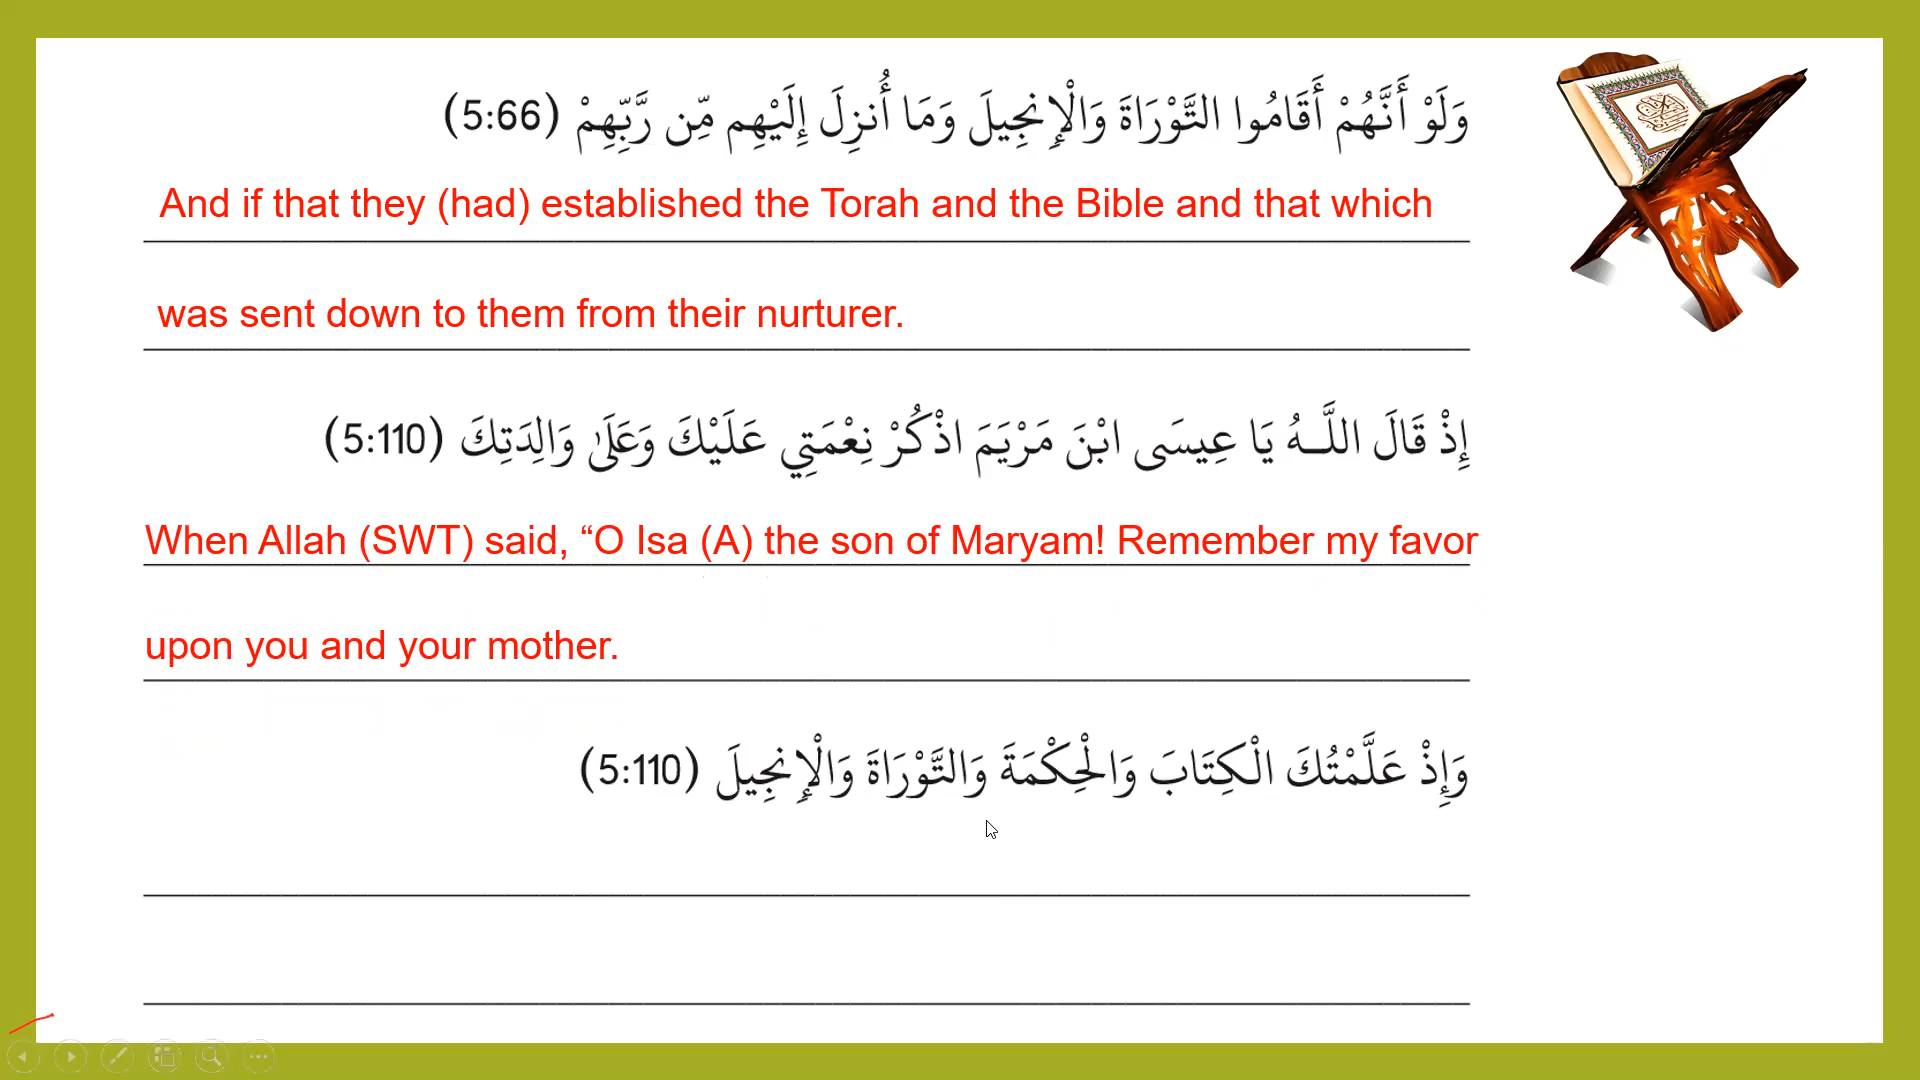 وَلَوْ أَنَّهُمْ أَقَامُوا التَّوْرَاةَ وَالْإِنجِيلَ وَمَا أُنزِلَ إِلَيْهِم مِّن رَّبِّهِمْ (5:66)
And if that they (had) established the Torah and the Bible and that which
was sent down to them from their nurturer.
إِذْ قَالَ اللَّـهُ يَا عِيسَى ابْنَ مَرْيَمَ اذْكُرْ نِعْمَتِي عَلَيْكَ وَعَلَىٰ وَالِدَتِكَ (5:110)
When Allah (SWT) said, “O Isa (A) the son of Maryam! Remember my favor
upon you and your mother.
وَإِذْ عَلَّمْتُكَ الْكِتَابَ وَالْحِكْمَةَ وَالتَّوْرَاةَ وَالْإِنجِيلَ (5:110)